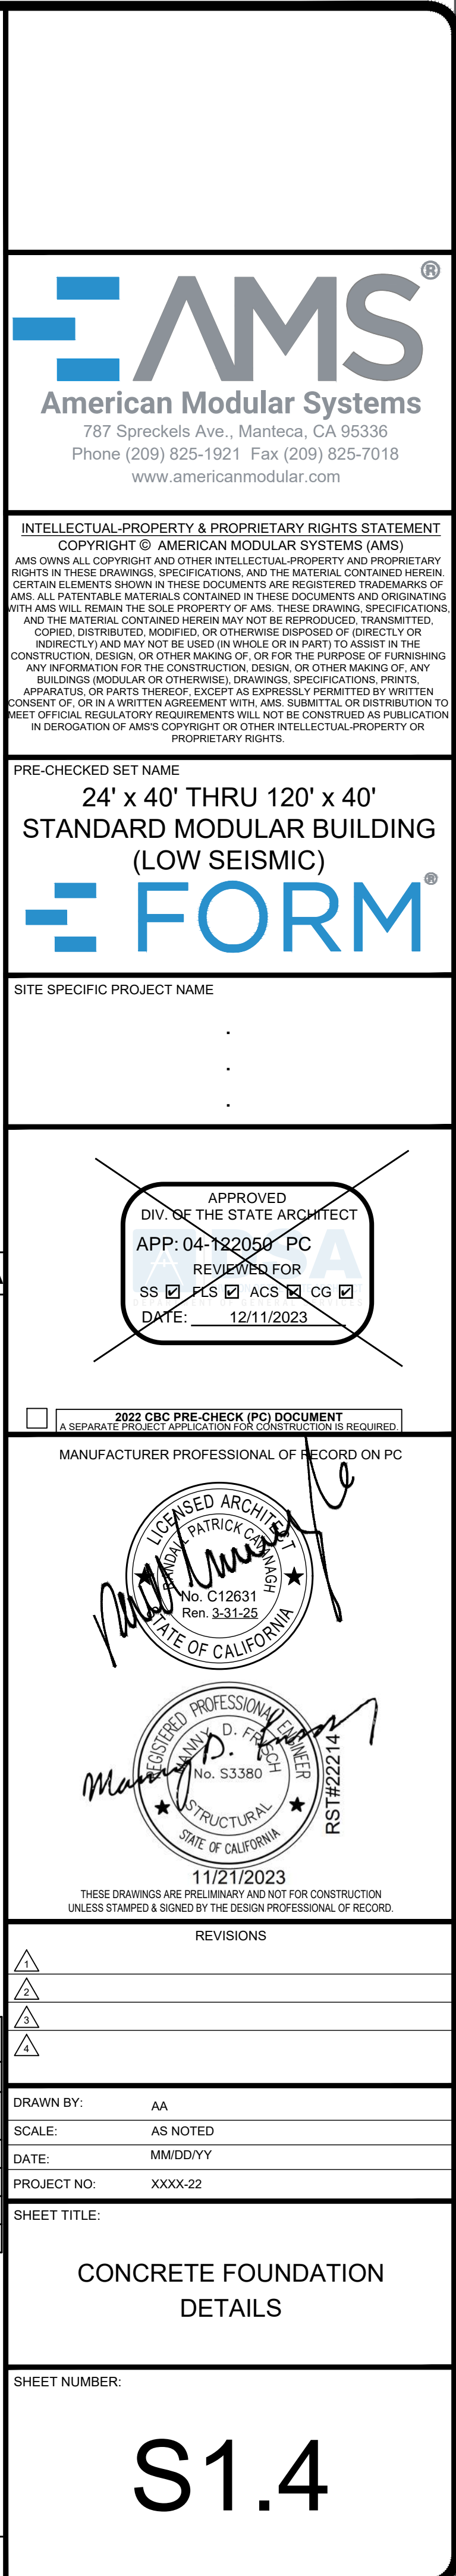 AMS®
American Modular Systems
787 Spreckels Ave., Manteca, CA 95336
Phone (209) 825-1921 Fax (209) 825-7018
www.americanmodular.com
INTELLECTUAL-PROPERTY & PROPRIETARY RIGHTS STATEMENT
COPYRIGHT © AMERICAN MODULAR SYSTEMS (AMS)
AMS OWNS ALL COPYRIGHT AND OTHER INTELLECTUAL-PROPERTY AND PROPRIETARY
RIGHTS IN THESE DRAWINGS, SPECIFICATIONS, AND THE MATERIAL CONTAINED HEREIN.
CERTAIN ELEMENTS SHOWN IN THESE DOCUMENTS ARE REGISTERED TRADEMARKS OF
AMS. ALL PATENTABLE MATERIALS CONTAINED IN THESE DOCUMENTS AND ORIGINATING
WITH AMS WILL REMAIN THE SOLE PROPERTY OF AMS. THESE DRAWING, SPECIFICATIONS,
AND THE MATERIAL CONTAINED HEREIN MAY NOT BE REPRODUCED, TRANSMITTED,
COPIED, DISTRIBUTED, MODIFIED, OR OTHERWISE DISPOSED OF (DIRECTLY OR
INDIRECTLY) AND MAY NOT BE USED (IN WHOLE OR IN PART) TO ASSIST IN THE
CONSTRUCTION, DESIGN, OR OTHER MAKING OF, OR FOR THE PURPOSE OF FURNISHING
ANY INFORMATION FOR THE CONSTRUCTION, DESIGN, OR OTHER MAKING OF, ANY
BUILDINGS (MODULAR OR OTHERWISE), DRAWINGS, SPECIFICATIONS, PRINTS,
APPARATUS, OR PARTS THEREOF, EXCEPT AS EXPRESSLY PERMITTED BY WRITTEN
CONSENT OF, OR IN A WRITTEN AGREEMENT WITH, AMS. SUBMITTAL OR DISTRIBUTION TO
MEET OFFICIAL REGULATORY REQUIREMENTS WILL NOT BE CONSTRUED AS PUBLICATION
IN DEROGATION OF AMS'S COPYRIGHT OR OTHER INTELLECTUAL-PROPERTY OR
PROPRIETARY RIGHTS.
PRE-CHECKED SET NAME
24' x 40' THRU 120' x 40'
STANDARD MODULAR BUILDING
(LOW SEISMIC)
FORM®
SITE SPECIFIC PROJECT NAME
.
.
.
APPROVED
DIV. OF THE STATE ARCHITECT
APP: 04-122050 PC
REVIEWED FOR
SS ☑ FLS ☑ ACS ☑ CG ☑
DATE: 12/11/2023
2022 CBC PRE-CHECK (PC) DOCUMENT
A SEPARATE PROJECT APPLICATION FOR CONSTRUCTION IS REQUIRED.
MANUFACTURER PROFESSIONAL OF RECORD ON PC
LICENSED ARCHITECT
RANDALL PATRICK CAVANAGH
No. C12631
Ren. 3-31-25
STATE OF CALIFORNIA
REGISTERED PROFESSIONAL ENGINEER
MANNY D. FRISCH
No. S3380
STRUCTURAL
STATE OF CALIFORNIA
RST#22214
11/21/2023
THESE DRAWINGS ARE PRELIMINARY AND NOT FOR CONSTRUCTION
UNLESS STAMPED & SIGNED BY THE DESIGN PROFESSIONAL OF RECORD.
REVISIONS
1
2
3
4
DRAWN BY: AA
SCALE: AS NOTED
DATE: MM/DD/YY
PROJECT NO: XXXX-22
SHEET TITLE:
CONCRETE FOUNDATION
DETAILS
SHEET NUMBER:
S1.4